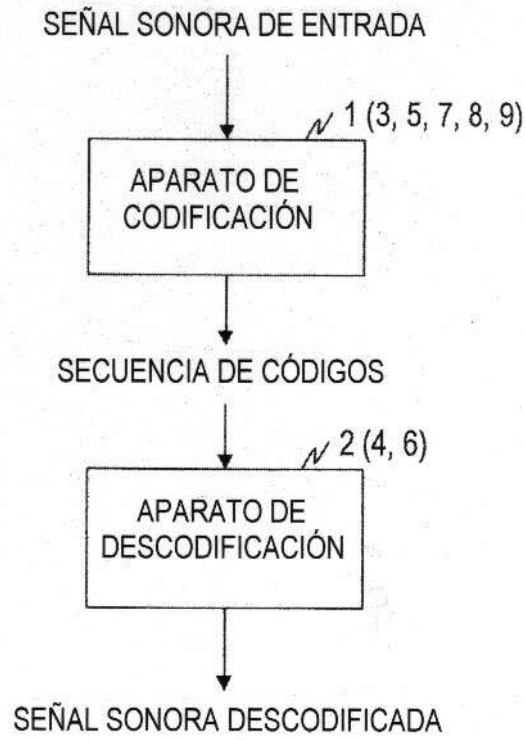 SEÑAL SONORA DE ENTRADA
1 (3, 5, 7, 8, 9)
APARATO DE
CODIFICACIÓN
SECUENCIA DE CÓDIGOS
2 (4, 6)
APARATO DE
DESCODIFICACIÓN
SEÑAL SONORA DESCODIFICADA